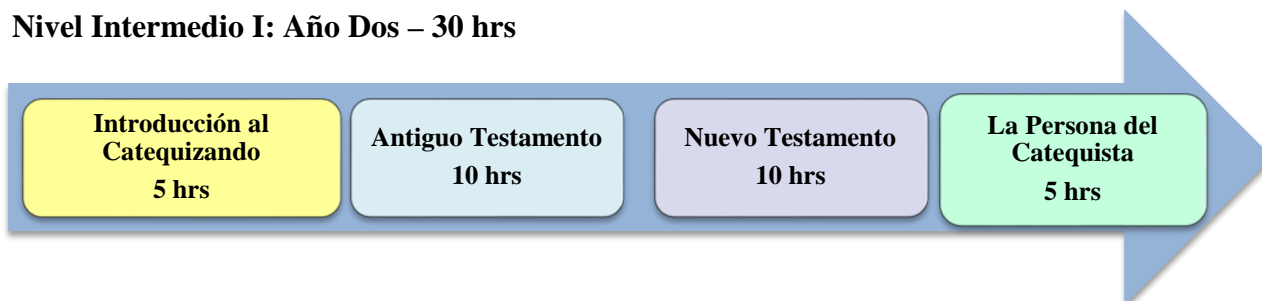 Nivel Intermedio I: Año Dos – 30 hrs
Introducción al
Catequizando
5 hrs
Antiguo Testamento
10 hrs
Nuevo Testamento
10 hrs
La Persona del
Catequista
5 hrs